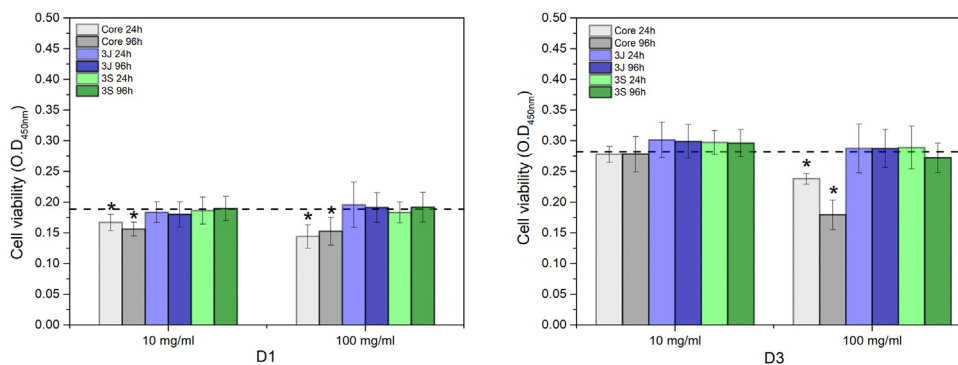 Cell viability (O.D450nm)
0.50
0.45
0.40
0.35
0.30
0.25
0.20
0.15
0.10
0.05
0.00
Core 24h
Core 96h
3J 24h
3J 96h
3S 24h
3S 96h
* * * *
10 mg/ml 100 mg/ml
D1
Cell viability (O.D450nm)
0.50
0.45
0.40
0.35
0.30
0.25
0.20
0.15
0.10
0.05
0.00
Core 24h
Core 96h
3J 24h
3J 96h
3S 24h
3S 96h
*
*
10 mg/ml 100 mg/ml
D3